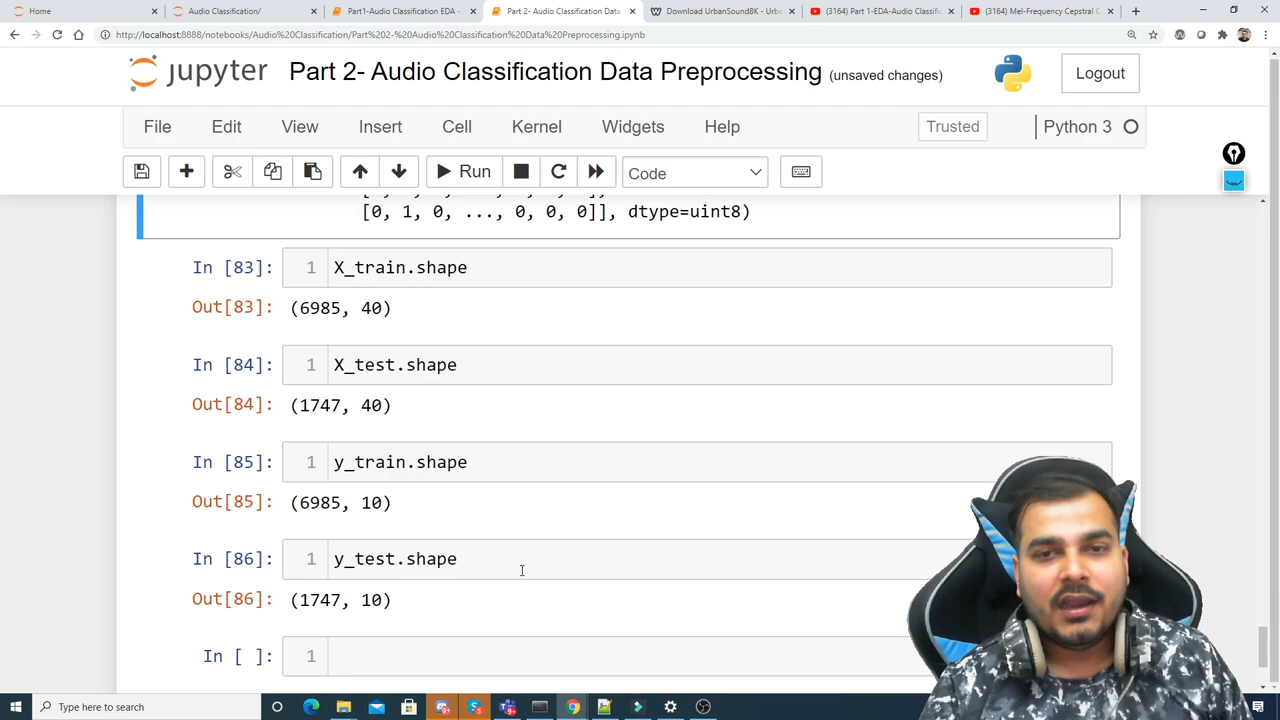 Home
Audio Classification/
Part1-Audio Classification EDA -
Part 2- Audio Classification Data
Download UrbanSound8K - Urba
(3164) Part 1-EDA-Audio Classifi
(3164) Mel-Frequency Cepstral C
http://localhost:8888/notebooks/Audio%20Classification/Part%202-%20Audio%20Classification%20Data%20Preprocessing.ipynb
jupyter Part 2- Audio Classification Data Preprocessing (unsaved changes)
Logout
File Edit View Insert Cell Kernel Widgets Help
Trusted
Python 3
Run
Code
[0, 1, 0, ..., 0, 0, 0]], dtype=uint8)
In [83]: 1 X_train.shape
Out[83]: (6985, 40)
In [84]: 1 X_test.shape
Out[84]: (1747, 40)
In [85]: 1 y_train.shape
Out[85]: (6985, 10)
In [86]: 1 y_test.shape
Out[86]: (1747, 10)
In [ ]: 1
Type here to search